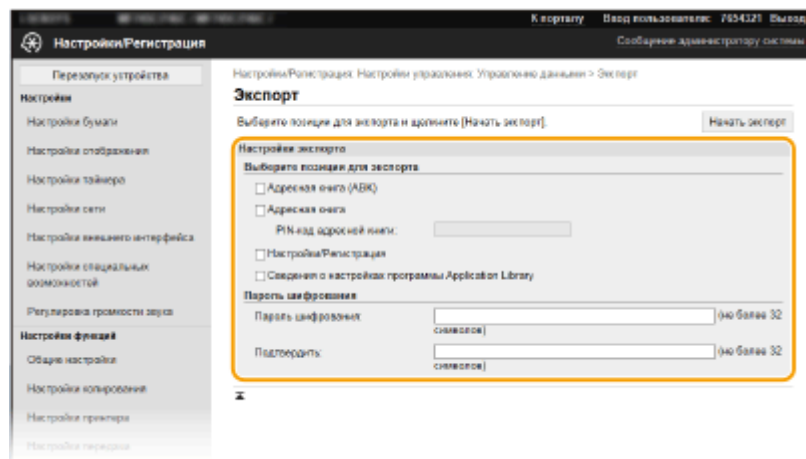 К порталу Ввод пользователя: 7654321 Выход
Настройки/Регистрация
Сообщение администратору системы
Перезапуск устройства
Настройки
Настройки бумаги
Настройки отображения
Настройки таймера
Настройки сети
Настройки внешнего интерфейса
Настройки специальных
возможностей
Регулировка громкости звука
Настройки функций
Общие настройки
Настройки копирования
Настройки принтера
Настройки передачи
Настройки/Регистрация: Настройки управления: Управление данными > Экспорт
Экспорт
Выберите позиции для экспорта и щелкните [Начать экспорт].
Начать экспорт
Настройки экспорта
Выберите позиции для экспорта
Адресная книга (ABK)
Адресная книга
PIN-код адресной книги:
Настройки/Регистрация
Сведения о настройках программы Application Library
Пароль шифрования
Пароль шифрования: (не более 32
символов)
Подтвердить: (не более 32
символов)